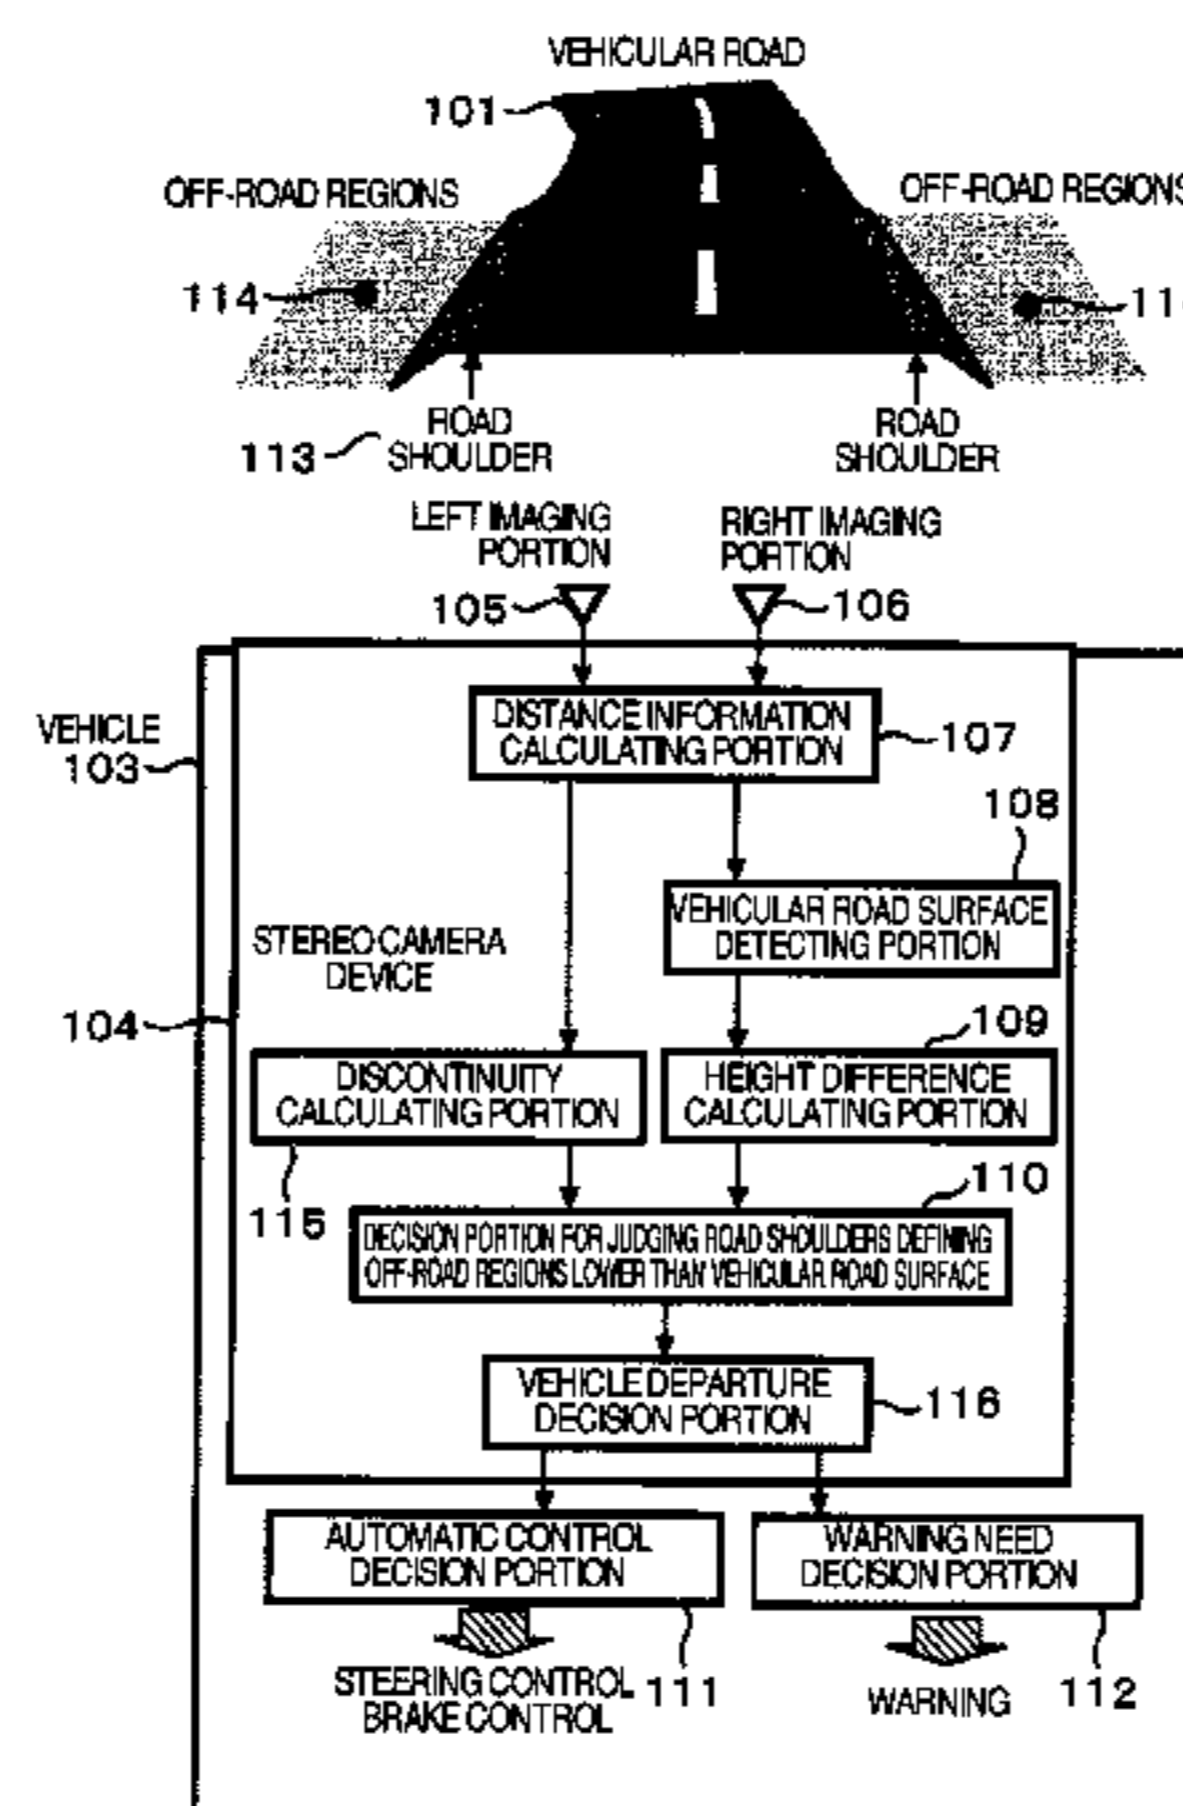 VEHICULAR ROAD
101
OFF-ROAD REGIONS
OFF-ROAD REGIONS
114
ROAD
SHOULDER
113
ROAD
SHOULDER
LEFT IMAGING
PORTION
RIGHT IMAGING
PORTION
105
106
VEHICLE
103
DISTANCE INFORMATION
CALCULATING PORTION
107
108
VEHICULAR ROAD SURFACE
DETECTING PORTION
STEREO CAMERA
DEVICE
104
109
DISCONTINUITY
CALCULATING PORTION
HEIGHT DIFFERENCE
CALCULATING PORTION
115
110
DECISION PORTION FOR JUDGING ROAD SHOULDERS DEFINING
OFF-ROAD REGIONS LOWER THAN VEHICULAR ROAD SURFACE
VEHICLE DEPARTURE
DECISION PORTION
116
AUTOMATIC CONTROL
DECISION PORTION
WARNING NEED
DECISION PORTION
STEERING CONTROL
BRAKE CONTROL
111
WARNING
112